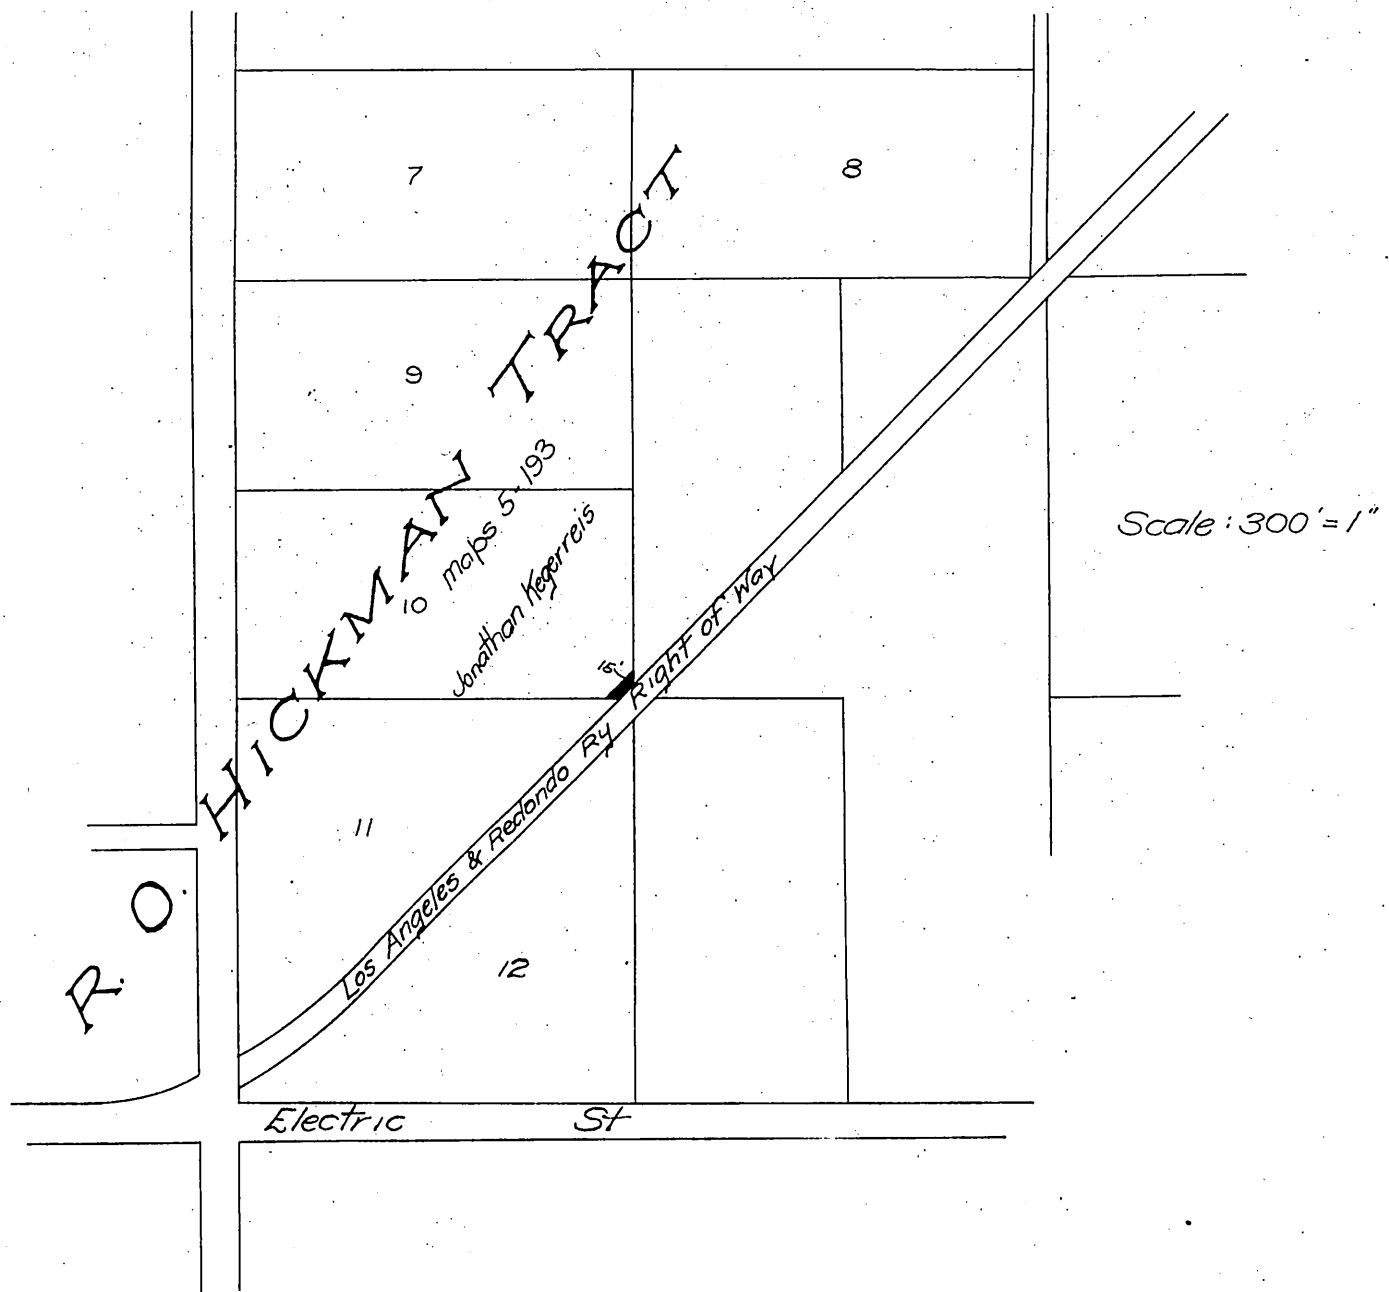 7
8
R. O. HICKMAN TRACT
9
maps 5-193
10
Jonathan Kegerreis
Scale: 300'=1"
15'
Los Angeles & Redondo Ry Right of Way
11
12
Electric St